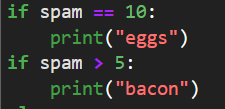 if spam == 10:
    print("eggs")
if spam > 5:
    print("bacon")